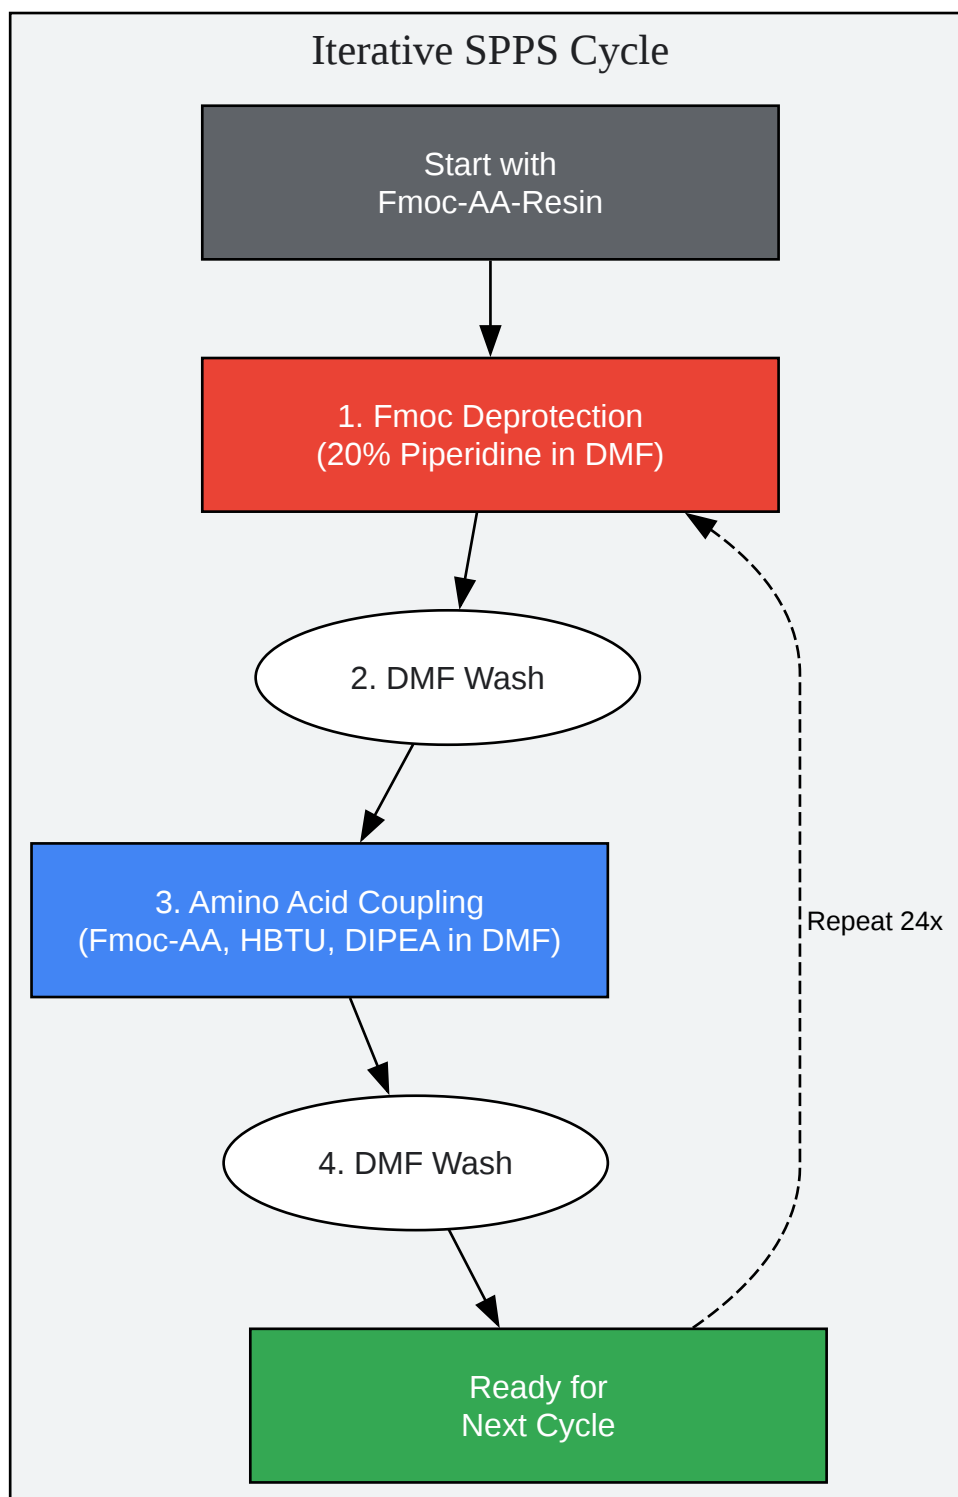 Iterative SPPS Cycle
Start with
Fmoc-AA-Resin
1. Fmoc Deprotection
(20% Piperidine in DMF)
2. DMF Wash
3. Amino Acid Coupling
(Fmoc-AA, HBTU, DIPEA in DMF)
Repeat 24x
4. DMF Wash
Ready for
Next Cycle